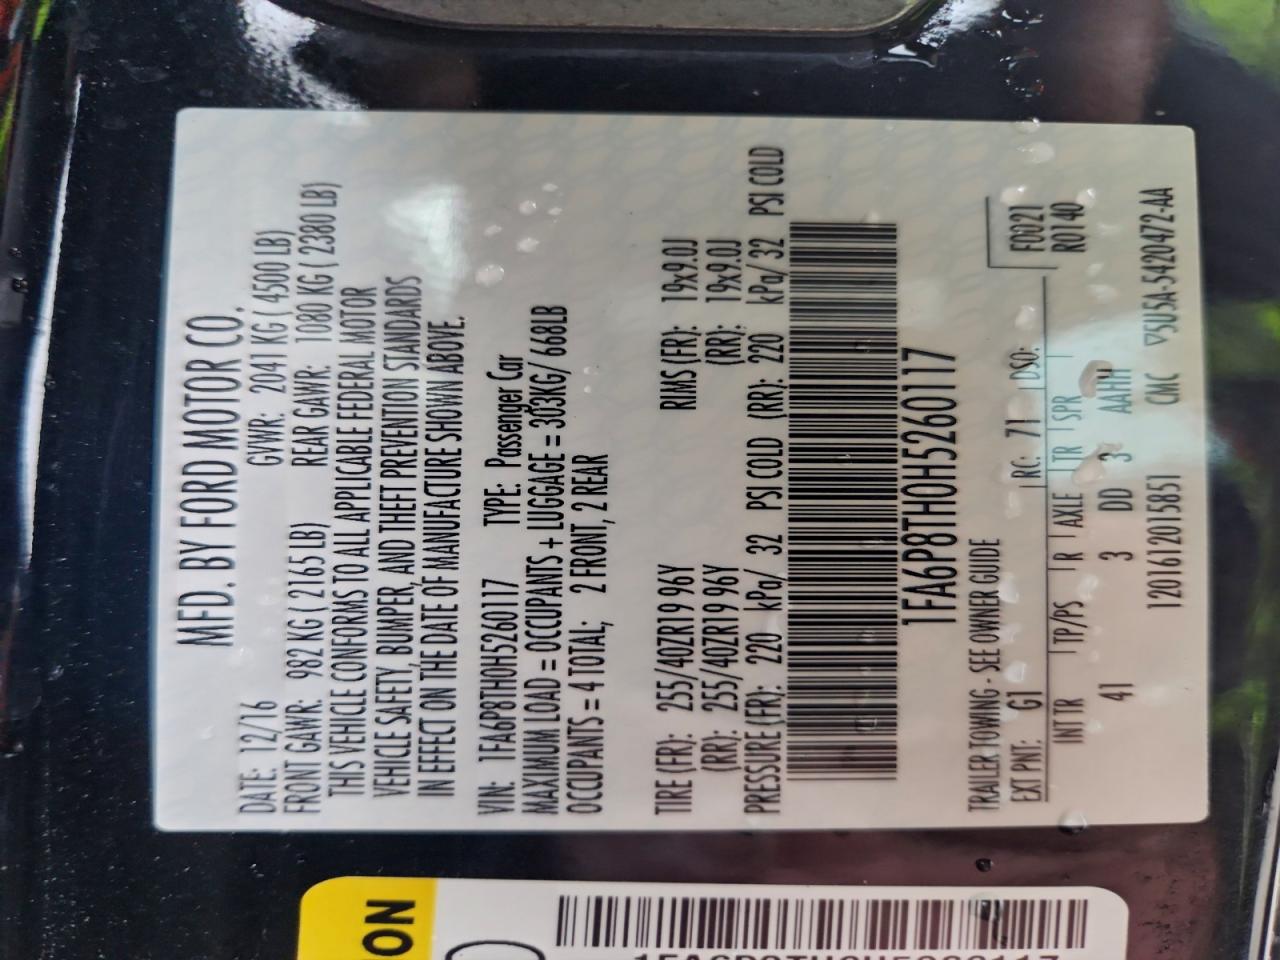 MFD. BY FORD MOTOR CO.
DATE: 12/16 GVWR: 2041 KG ( 4500 LB)
FRONT GAWR: 982 KG ( 2165 LB) REAR GAWR: 1080 KG ( 2380 LB)
THIS VEHICLE CONFORMS TO ALL APPLICABLE FEDERAL MOTOR
VEHICLE SAFETY, BUMPER, AND THEFT PREVENTION STANDARDS
IN EFFECT ON THE DATE OF MANUFACTURE SHOWN ABOVE.
VIN: 1FA6P8TH0H5260117 TYPE: Passenger Car
MAXIMUM LOAD = OCCUPANTS + LUGGAGE = 303KG/ 668LB
OCCUPANTS = 4 TOTAL; 2 FRONT, 2 REAR
TIRE (FR): 255/40ZR19 96Y RIMS (FR): 19x9.0J
(RR): 255/40ZR19 96Y (RR): 19x9.0J
PRESSURE (FR): 220 kPa/ 32 PSI COLD (RR): 220 kPa/ 32 PSI COLD
1FA6P8TH0H5260117
TRAILER TOWING - SEE OWNER GUIDE
EXT PNT: G1 RC: 71 DSO: F0021
R0140
INT TR TP/PS R AXLE TR SPR
41 3 DD 3 AAHH
1201612015851 CMC ▽5U5A-5420472-AA
ON